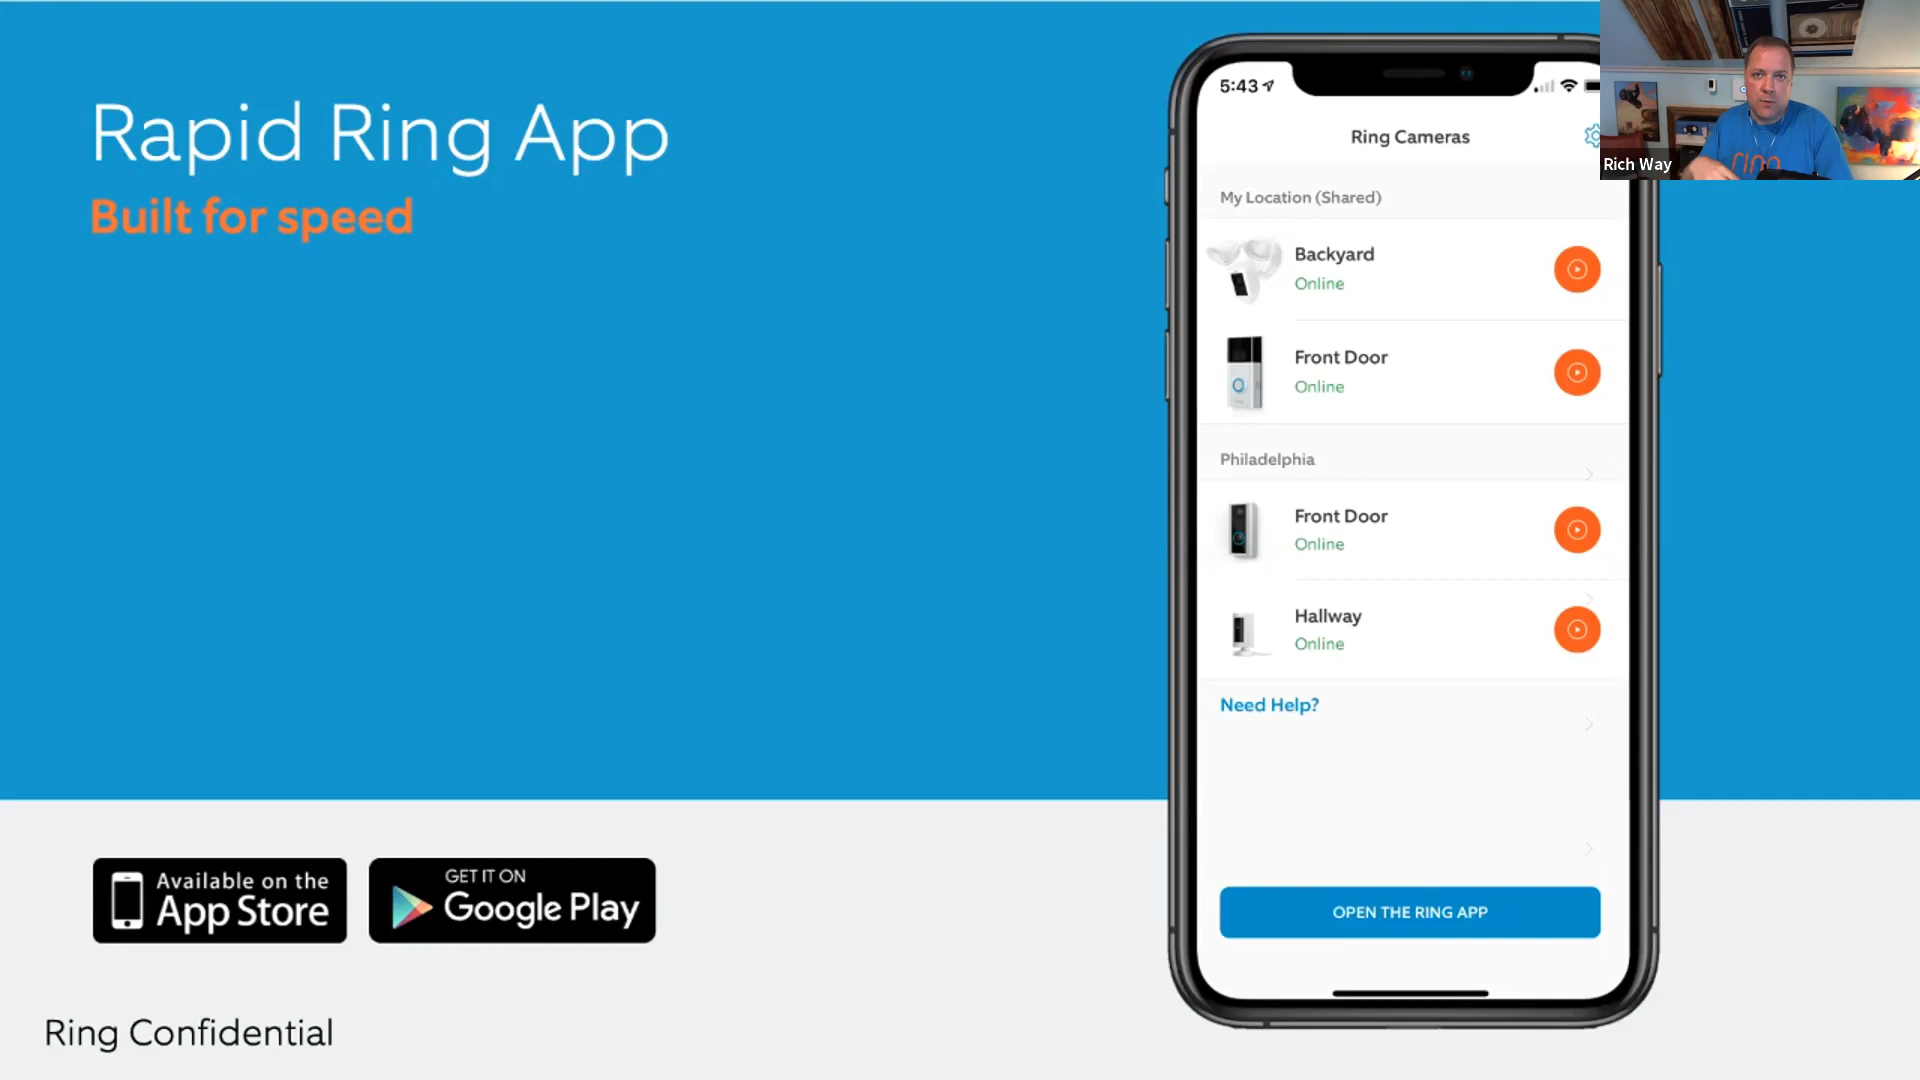 Rapid Ring App
Built for speed
5:43
Ring Cameras
My Location (Shared)
Backyard
Online
Front Door
Online
Philadelphia
Front Door
Online
Hallway
Online
Need Help?
OPEN THE RING APP
Available on the
App Store
GET IT ON
Google Play
Ring Confidential
ring
Rich Way